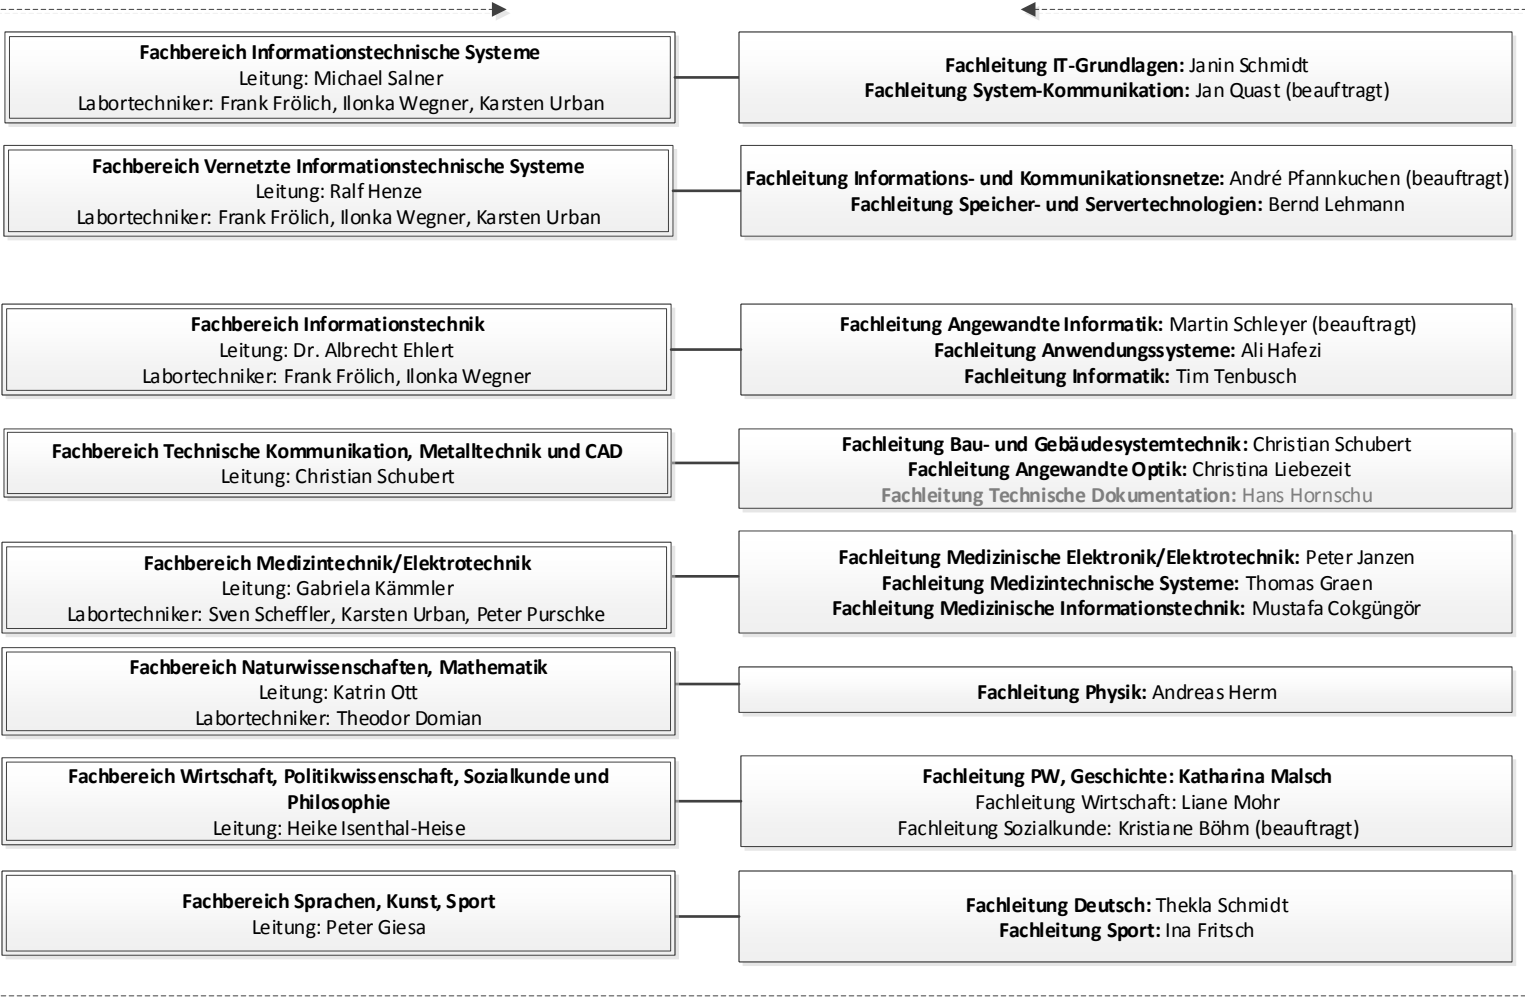 Fachbereich Informationstechnische Systeme
Leitung: Michael Salner
Labortechniker: Frank Frölich, Ilonka Wegner, Karsten Urban
Fachleitung IT-Grundlagen: Janin Schmidt
Fachleitung System-Kommunikation: Jan Quast (beauftragt)
Fachbereich Vernetzte Informationstechnische Systeme
Leitung: Ralf Henze
Labortechniker: Frank Frölich, Ilonka Wegner, Karsten Urban
Fachleitung Informations- und Kommunikationsnetze: André Pfannkuchen (beauftragt)
Fachleitung Speicher- und Servertechnologien: Bernd Lehmann
Fachbereich Informationstechnik
Leitung: Dr. Albrecht Ehlert
Labortechniker: Frank Frölich, Ilonka Wegner
Fachleitung Angewandte Informatik: Martin Schleyer (beauftragt)
Fachleitung Anwendungssysteme: Ali Hafezi
Fachleitung Informatik: Tim Tenbusch
Fachbereich Technische Kommunikation, Metalltechnik und CAD
Leitung: Christian Schubert
Fachleitung Bau- und Gebäudesystemtechnik: Christian Schubert
Fachleitung Angewandte Optik: Christina Liebezeit
Fachleitung Technische Dokumentation: Hans Hornschu
Fachbereich Medizintechnik/Elektrotechnik
Leitung: Gabriela Kämmler
Labortechniker: Sven Scheffler, Karsten Urban, Peter Purschke
Fachleitung Medizinische Elektronik/Elektrotechnik: Peter Janzen
Fachleitung Medizintechnische Systeme: Thomas Graen
Fachleitung Medizinische Informationstechnik: Mustafa Cokgüngör
Fachbereich Naturwissenschaften, Mathematik
Leitung: Katrin Ott
Labortechniker: Theodor Domian
Fachleitung Physik: Andreas Herm
Fachbereich Wirtschaft, Politikwissenschaft, Sozialkunde und
Philosophie
Leitung: Heike Isenthal-Heise
Fachleitung PW, Geschichte: Katharina Malsch
Fachleitung Wirtschaft: Liane Mohr
Fachleitung Sozialkunde: Kristiane Böhm (beauftragt)
Fachbereich Sprachen, Kunst, Sport
Leitung: Peter Giesa
Fachleitung Deutsch: Thekla Schmidt
Fachleitung Sport: Ina Fritsch